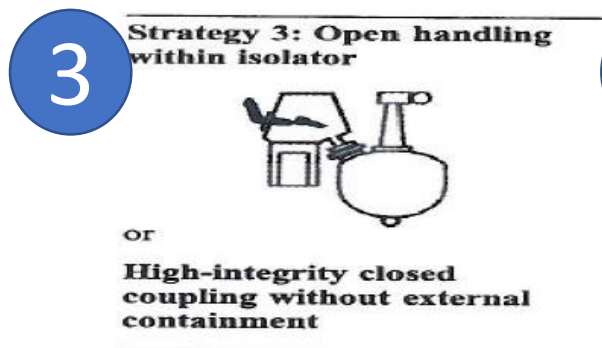 3
Strategy 3: Open handling
within isolator
or
High-integrity closed
coupling without external
containment